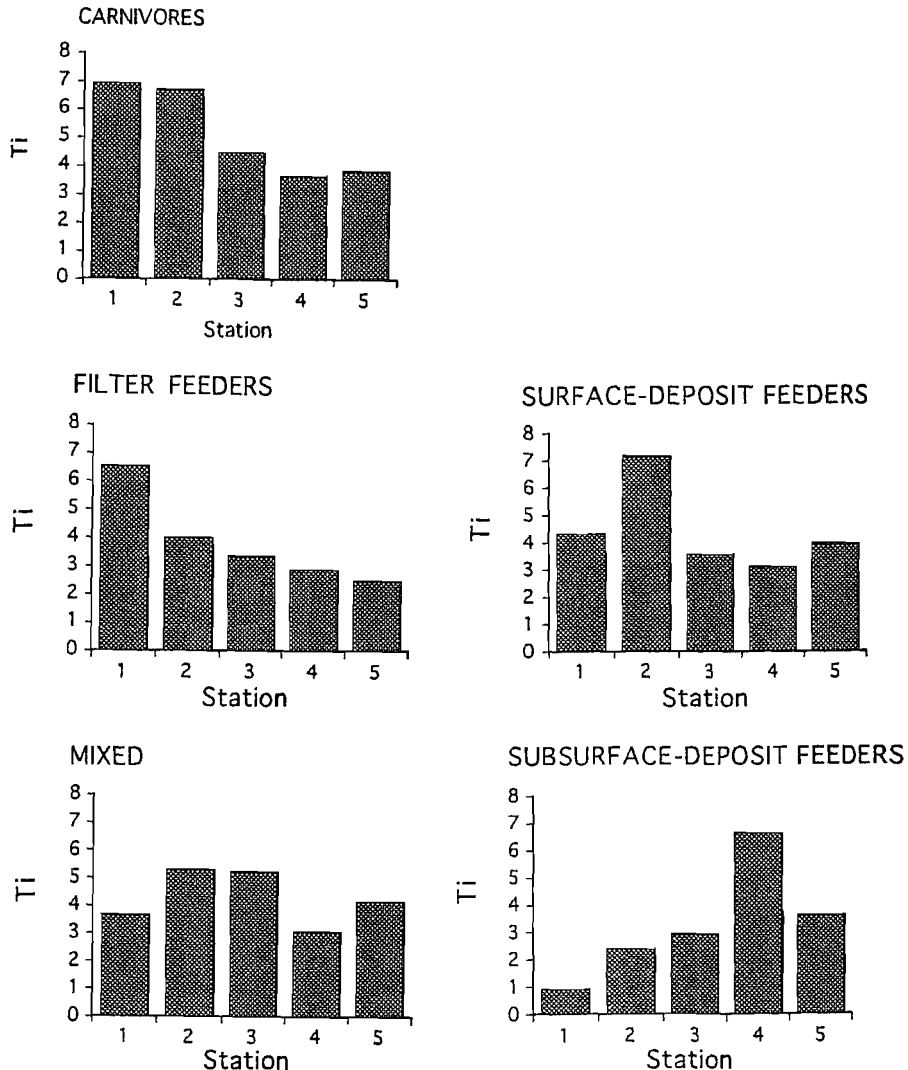 CARNIVORES
8
7
6
5
4
3
2
1
0
Ti
1 2 3 4 5
Station
FILTER FEEDERS
8
7
6
5
4
3
2
1
0
Ti
1 2 3 4 5
Station
SURFACE-DEPOSIT FEEDERS
8
7
6
5
4
3
2
1
0
Ti
1 2 3 4 5
Station
MIXED
8
7
6
5
4
3
2
1
0
Ti
1 2 3 4 5
Station
SUBSURFACE-DEPOSIT FEEDERS
8
7
6
5
4
3
2
1
0
Ti
1 2 3 4 5
Station